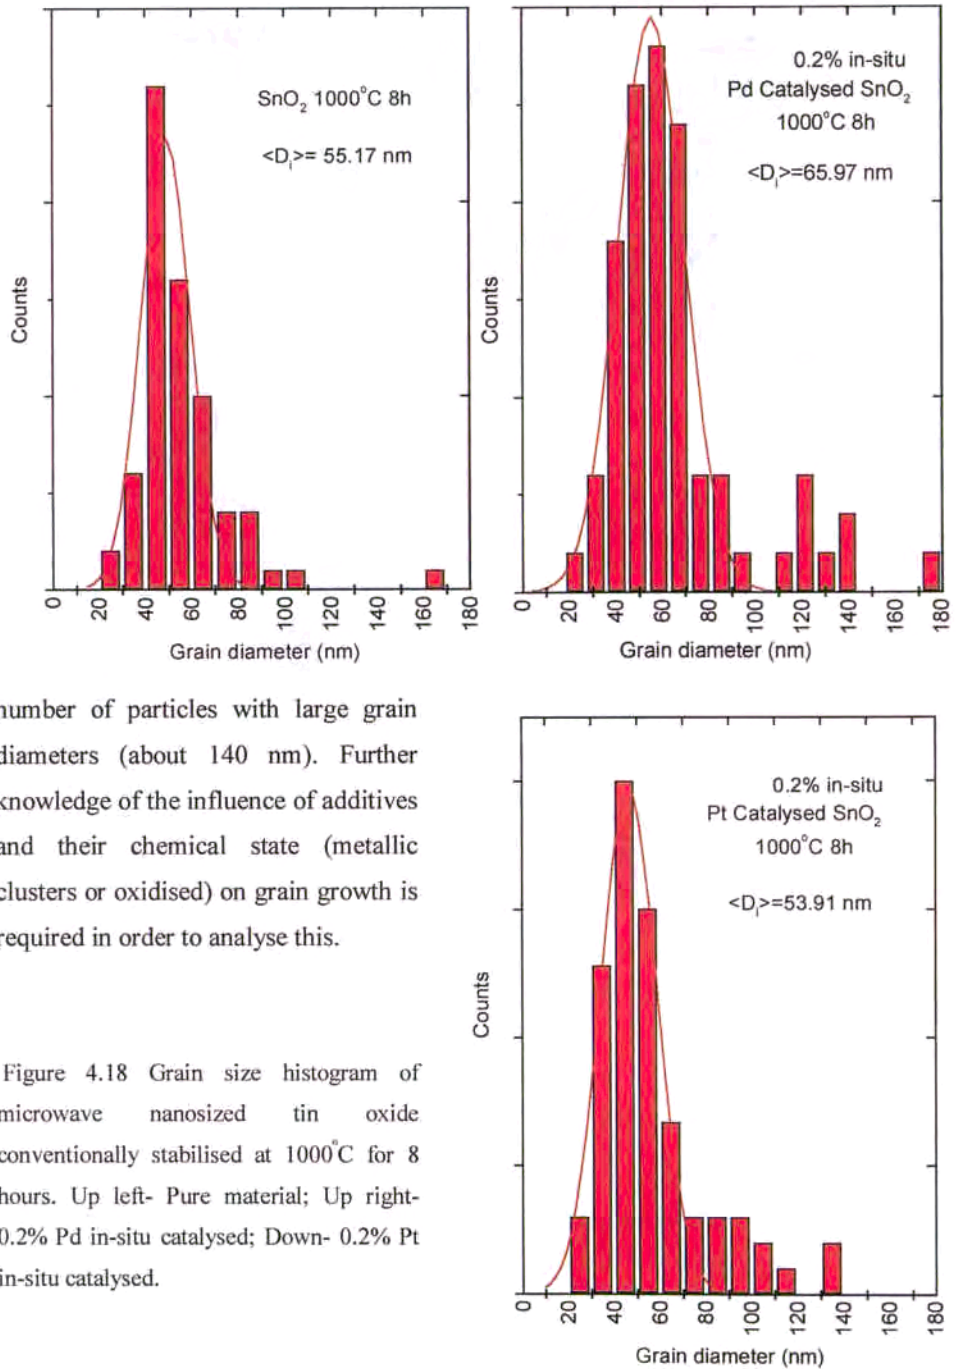 SnO2 1000°C 8h
<Di>= 55.17 nm
Counts
0 20 40 60 80 100 120 140 160 180
Grain diameter (nm)
0.2% in-situ
Pd Catalysed SnO2
1000°C 8h
<Di>=65.97 nm
Counts
0 20 40 60 80 100 120 140 160 180
Grain diameter (nm)
number of particles with large grain
diameters (about 140 nm). Further
knowledge of the influence of additives
and their chemical state (metallic
clusters or oxidised) on grain growth is
required in order to analyse this.
Figure 4.18 Grain size histogram of
microwave nanosized tin oxide
conventionally stabilised at 1000°C for 8
hours. Up left- Pure material; Up right-
0.2% Pd in-situ catalysed; Down- 0.2% Pt
in-situ catalysed.
0.2% in-situ
Pt Catalysed SnO2
1000°C 8h
<Di>=53.91 nm
Counts
0 20 40 60 80 100 120 140 160 180
Grain diameter (nm)